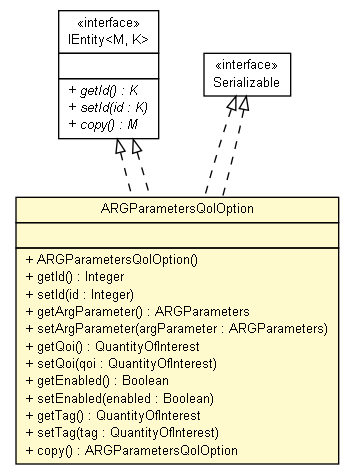 «interface»
IEntity<M, K>
+ getId() : K
+ setId(id : K)
+ copy() : M
«interface»
Serializable
ARGParametersQoIOption
+ ARGParametersQoIOption()
+ getId() : Integer
+ setId(id : Integer)
+ getArgParameter() : ARGParameters
+ setArgParameter(argParameter : ARGParameters)
+ getQoi() : QuantityOfInterest
+ setQoi(qoi : QuantityOfInterest)
+ getEnabled() : Boolean
+ setEnabled(enabled : Boolean)
+ getTag() : QuantityOfInterest
+ setTag(tag : QuantityOfInterest)
+ copy() : ARGParametersQoIOption